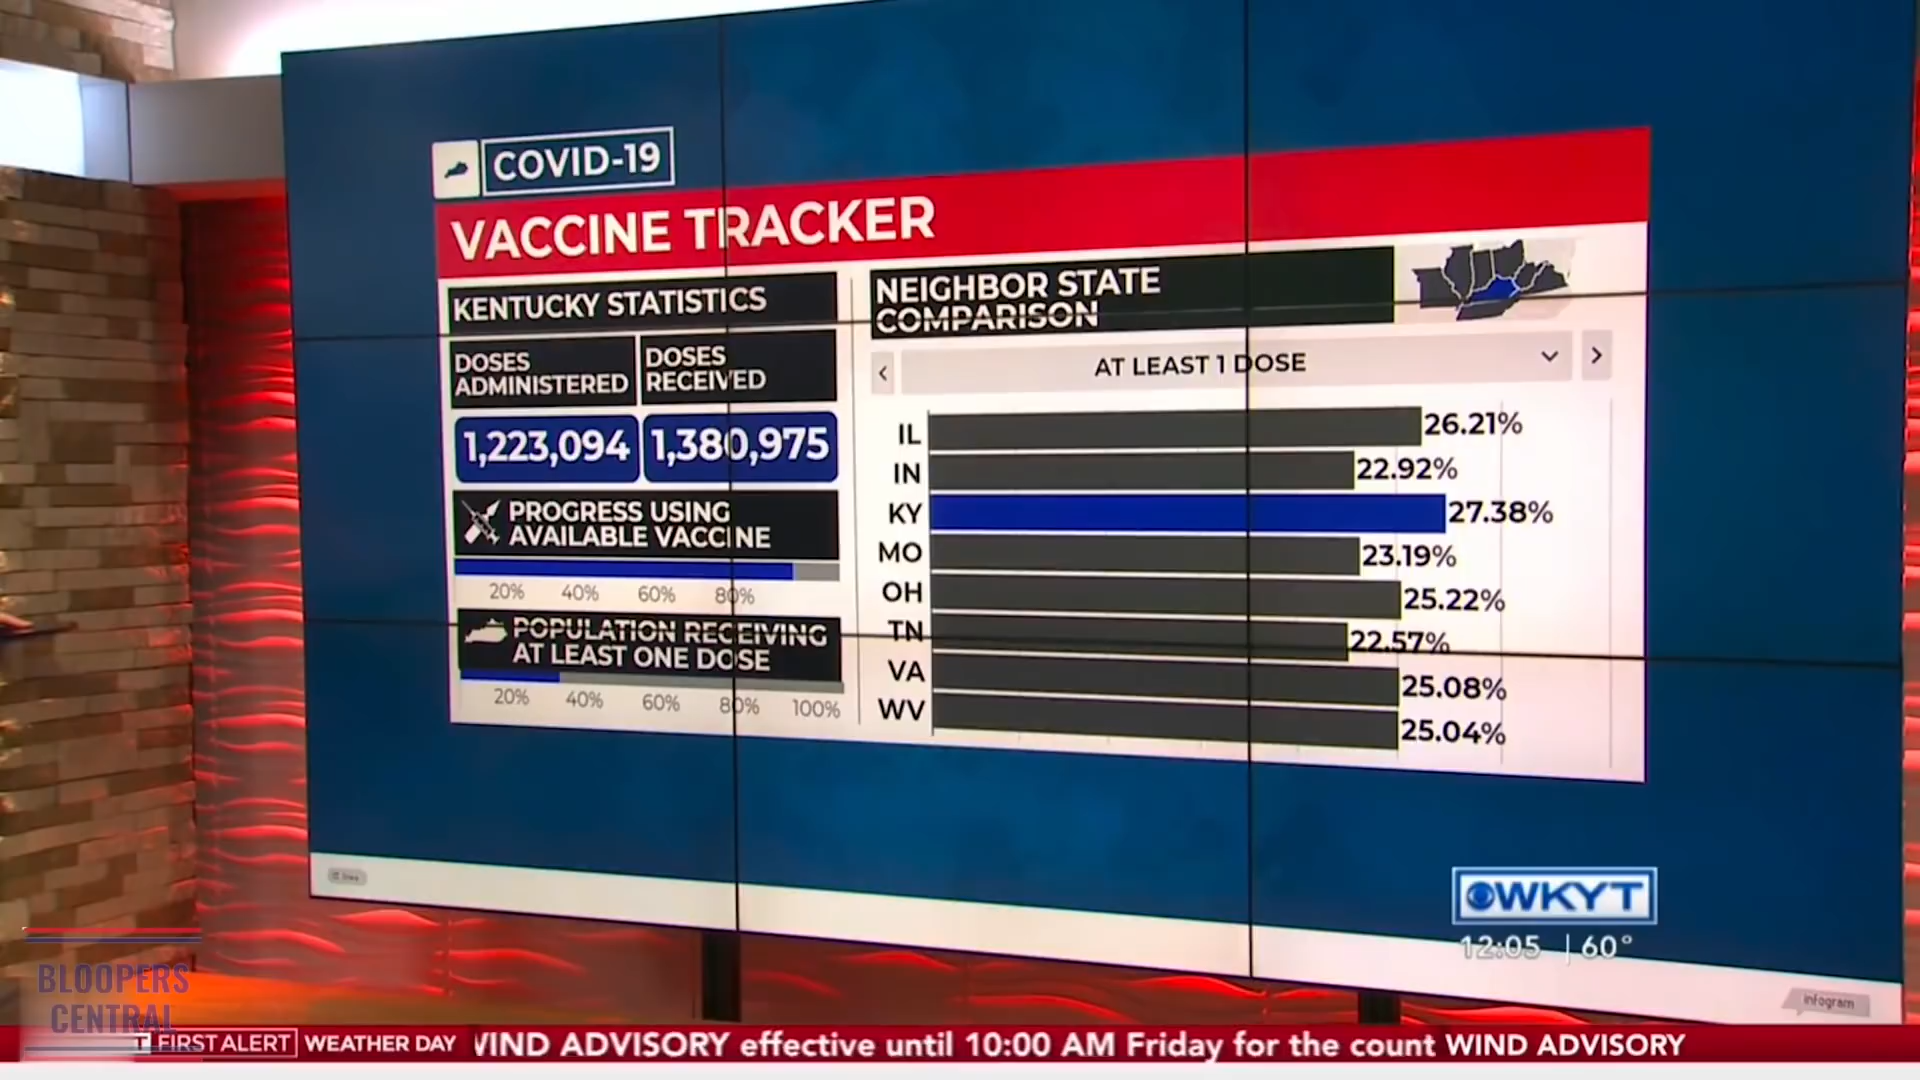 COVID-19
VACCINE TRACKER
KENTUCKY STATISTICS
DOSES
ADMINISTERED
DOSES
RECEIVED
1,223,094
1,380,975
PROGRESS USING
AVAILABLE VACCINE
20% 40% 60% 80%
POPULATION RECEIVING
AT LEAST ONE DOSE
20% 40% 60% 80% 100%
NEIGHBOR STATE
COMPARISON
AT LEAST 1 DOSE
IL 26.21%
IN 22.92%
KY 27.38%
MO 23.19%
OH 25.22%
TN 22.57%
VA 25.08%
WV 25.04%
WKYT
12:05 | 60°
infogram
BLOOPERS
CENTRAL
T FIRST ALERT WEATHER DAY WIND ADVISORY effective until 10:00 AM Friday for the count WIND ADVISORY